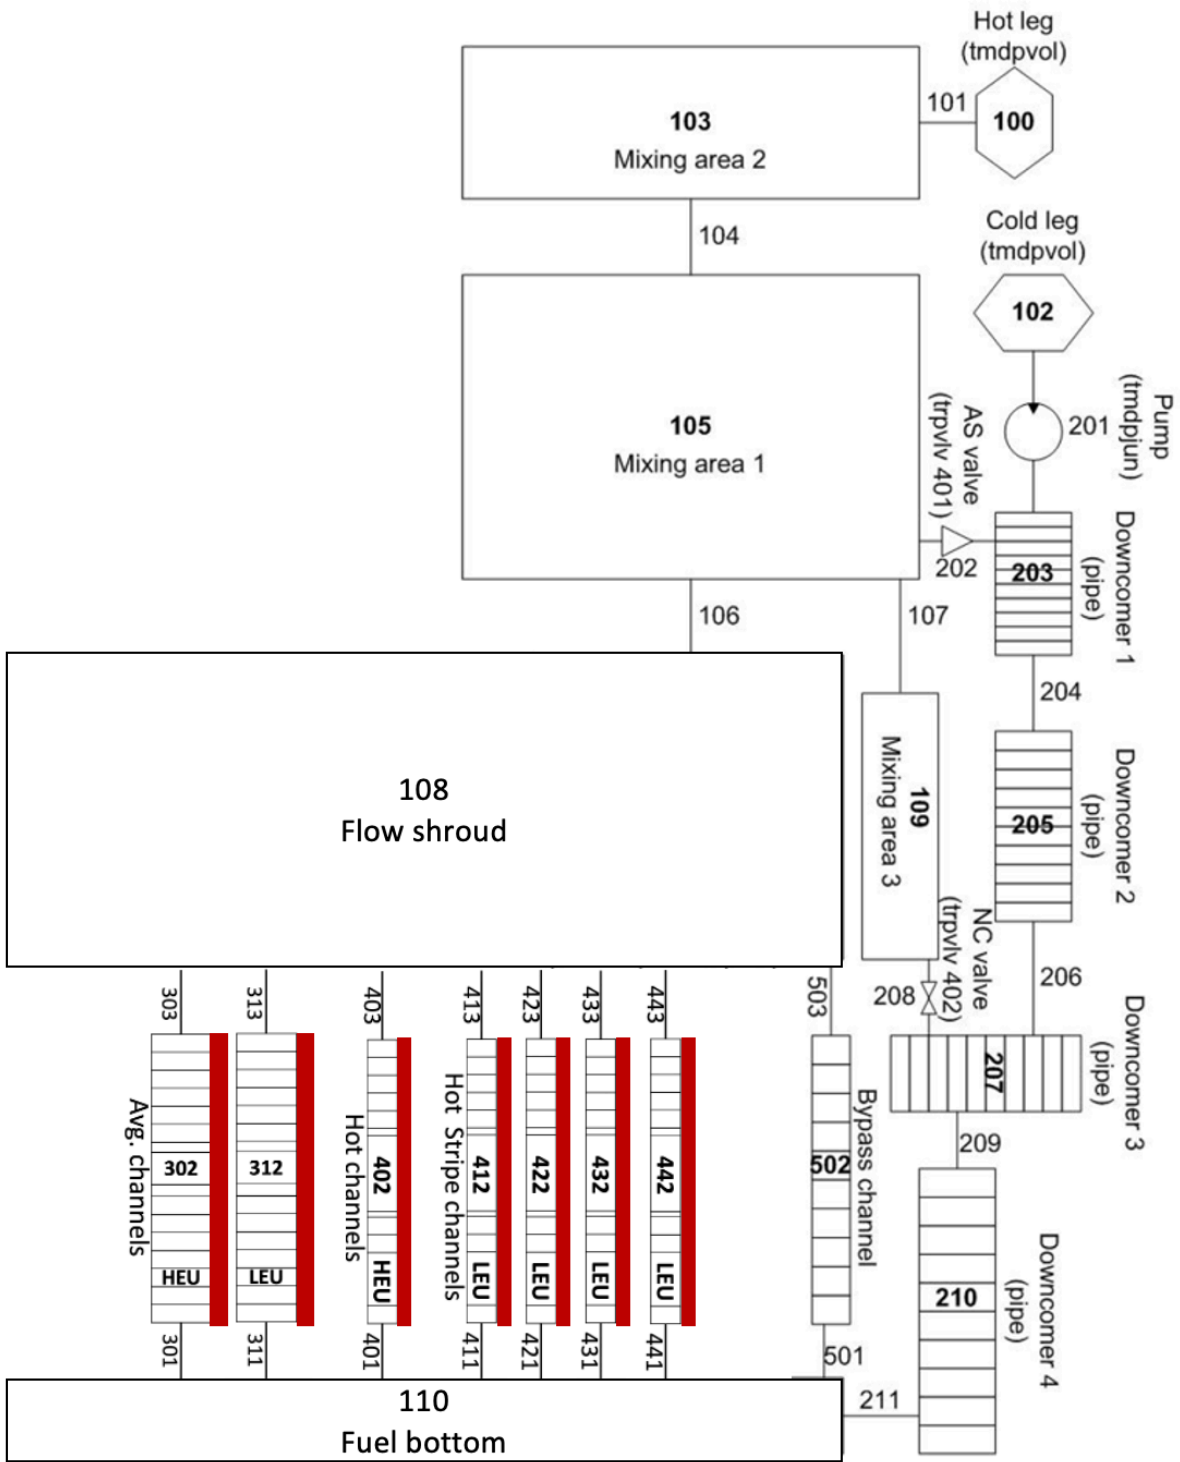 Hot leg
(tmdpvol)
101
100
103
Mixing area 2
104
Cold leg
(tmdpvol)
102
Pump
(tmdpjun)
201
105
Mixing area 1
AS valve
(trpvlv 401)
202
203
Downcomer 1
(pipe)
106
107
204
108
Flow shroud
109
Mixing area 3
205
Downcomer 2
(pipe)
NC valve
(trpvlv 402)
208
206
207
Downcomer 3
(pipe)
303
313
403
413
423
433
443
503
209
Avg. channels
302
HEU
312
LEU
Hot channels
402
HEU
Hot Stripe channels
412
LEU
422
LEU
432
LEU
442
LEU
502
Bypass channel
210
Downcomer 4
(pipe)
301
311
401
411
421
431
441
501
211
110
Fuel bottom